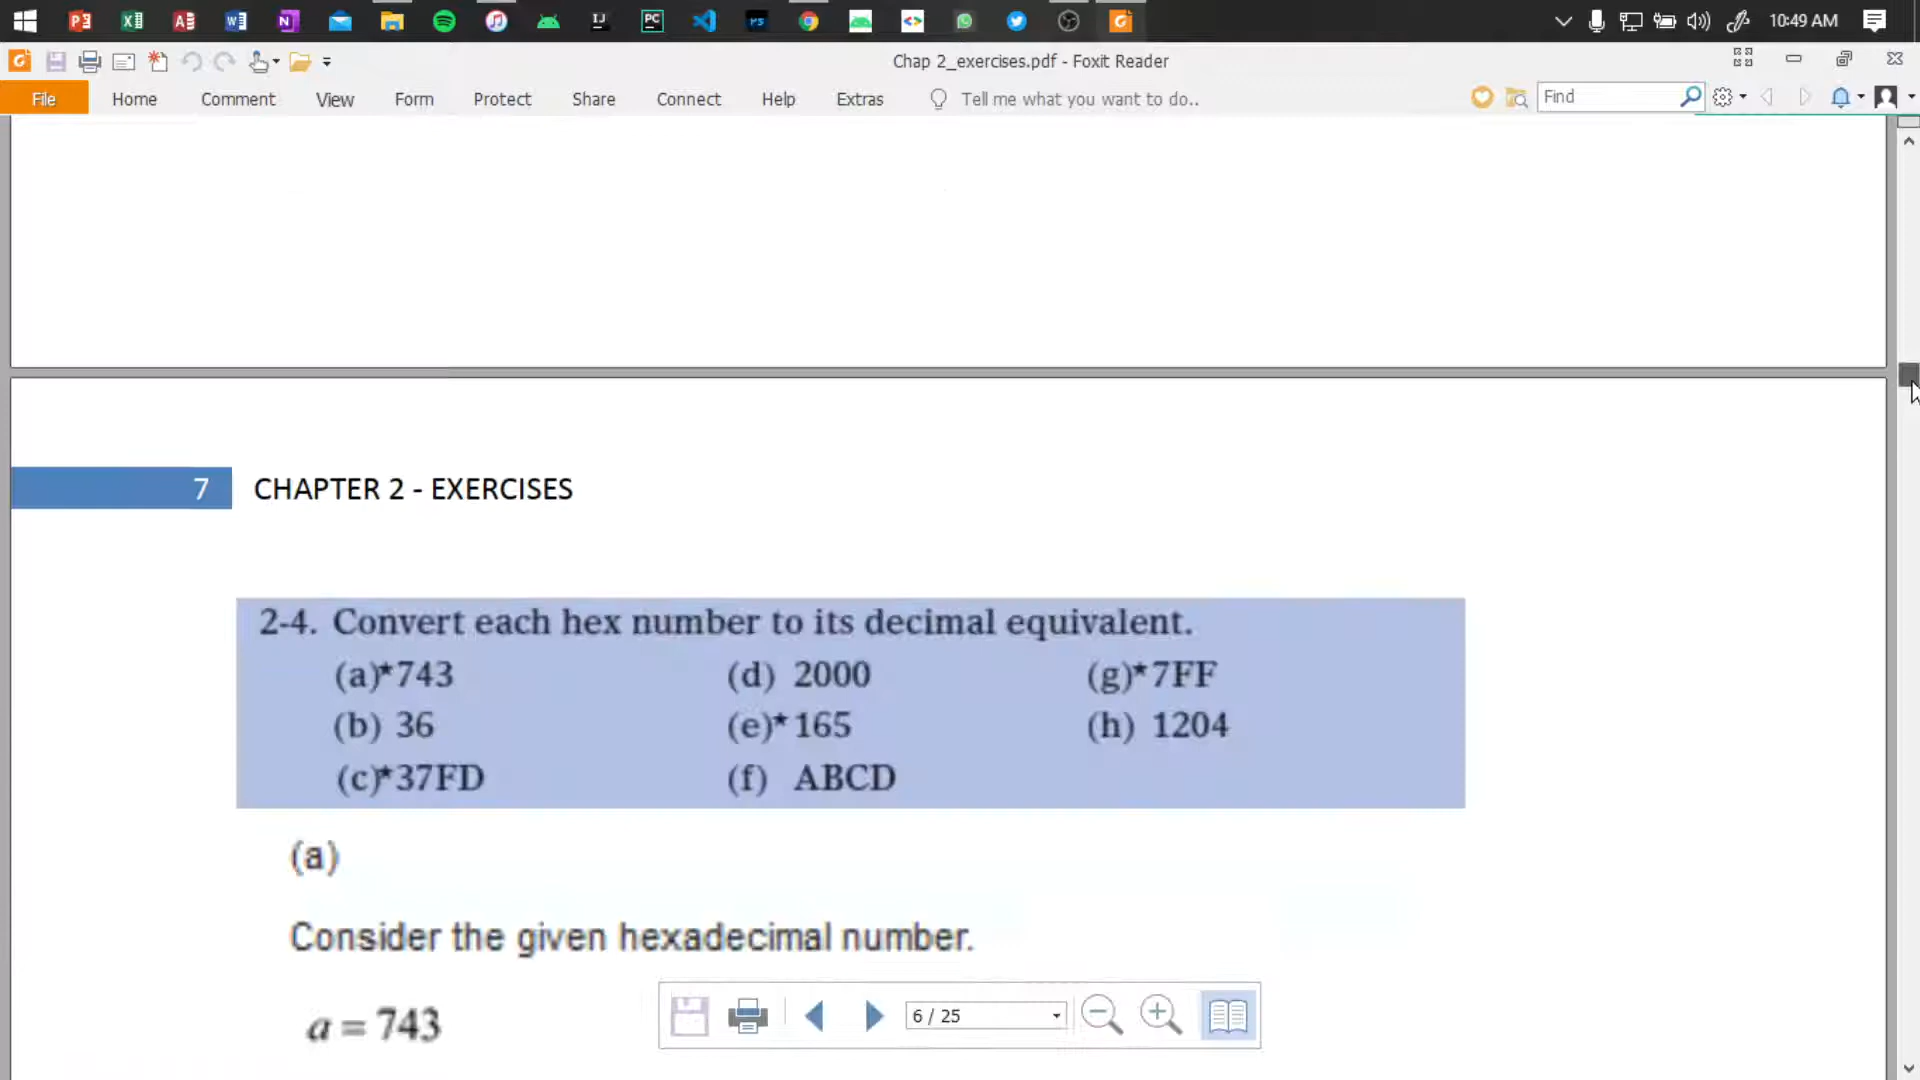 10:49 AM
Chap 2_exercises.pdf - Foxit Reader
File Home Comment View Form Protect Share Connect Help Extras Tell me what you want to do.. Find
7 CHAPTER 2 - EXERCISES
2-4. Convert each hex number to its decimal equivalent.
(a)*743 (d) 2000 (g)*7FF
(b) 36 (e)*165 (h) 1204
(c)*37FD (f) ABCD
(a)
Consider the given hexadecimal number.
a = 743
6 / 25